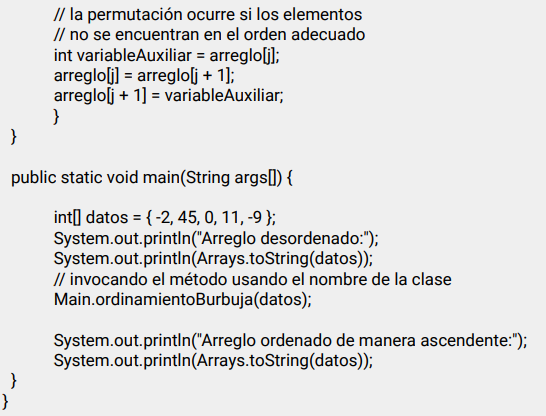 // la permutación ocurre si los elementos
// no se encuentran en el orden adecuado
int variableAuxiliar = arreglo[j];
arreglo[j] = arreglo[j + 1];
arreglo[j + 1] = variableAuxiliar;
}
}
public static void main(String args[]) {
int[] datos = { -2, 45, 0, 11, -9 };
System.out.println("Arreglo desordenado:");
System.out.println(Arrays.toString(datos));
// invocando el método usando el nombre de la clase
Main.ordinamientoBurbuja(datos);
System.out.println("Arreglo ordenado de manera ascendente:");
System.out.println(Arrays.toString(datos));
}
}